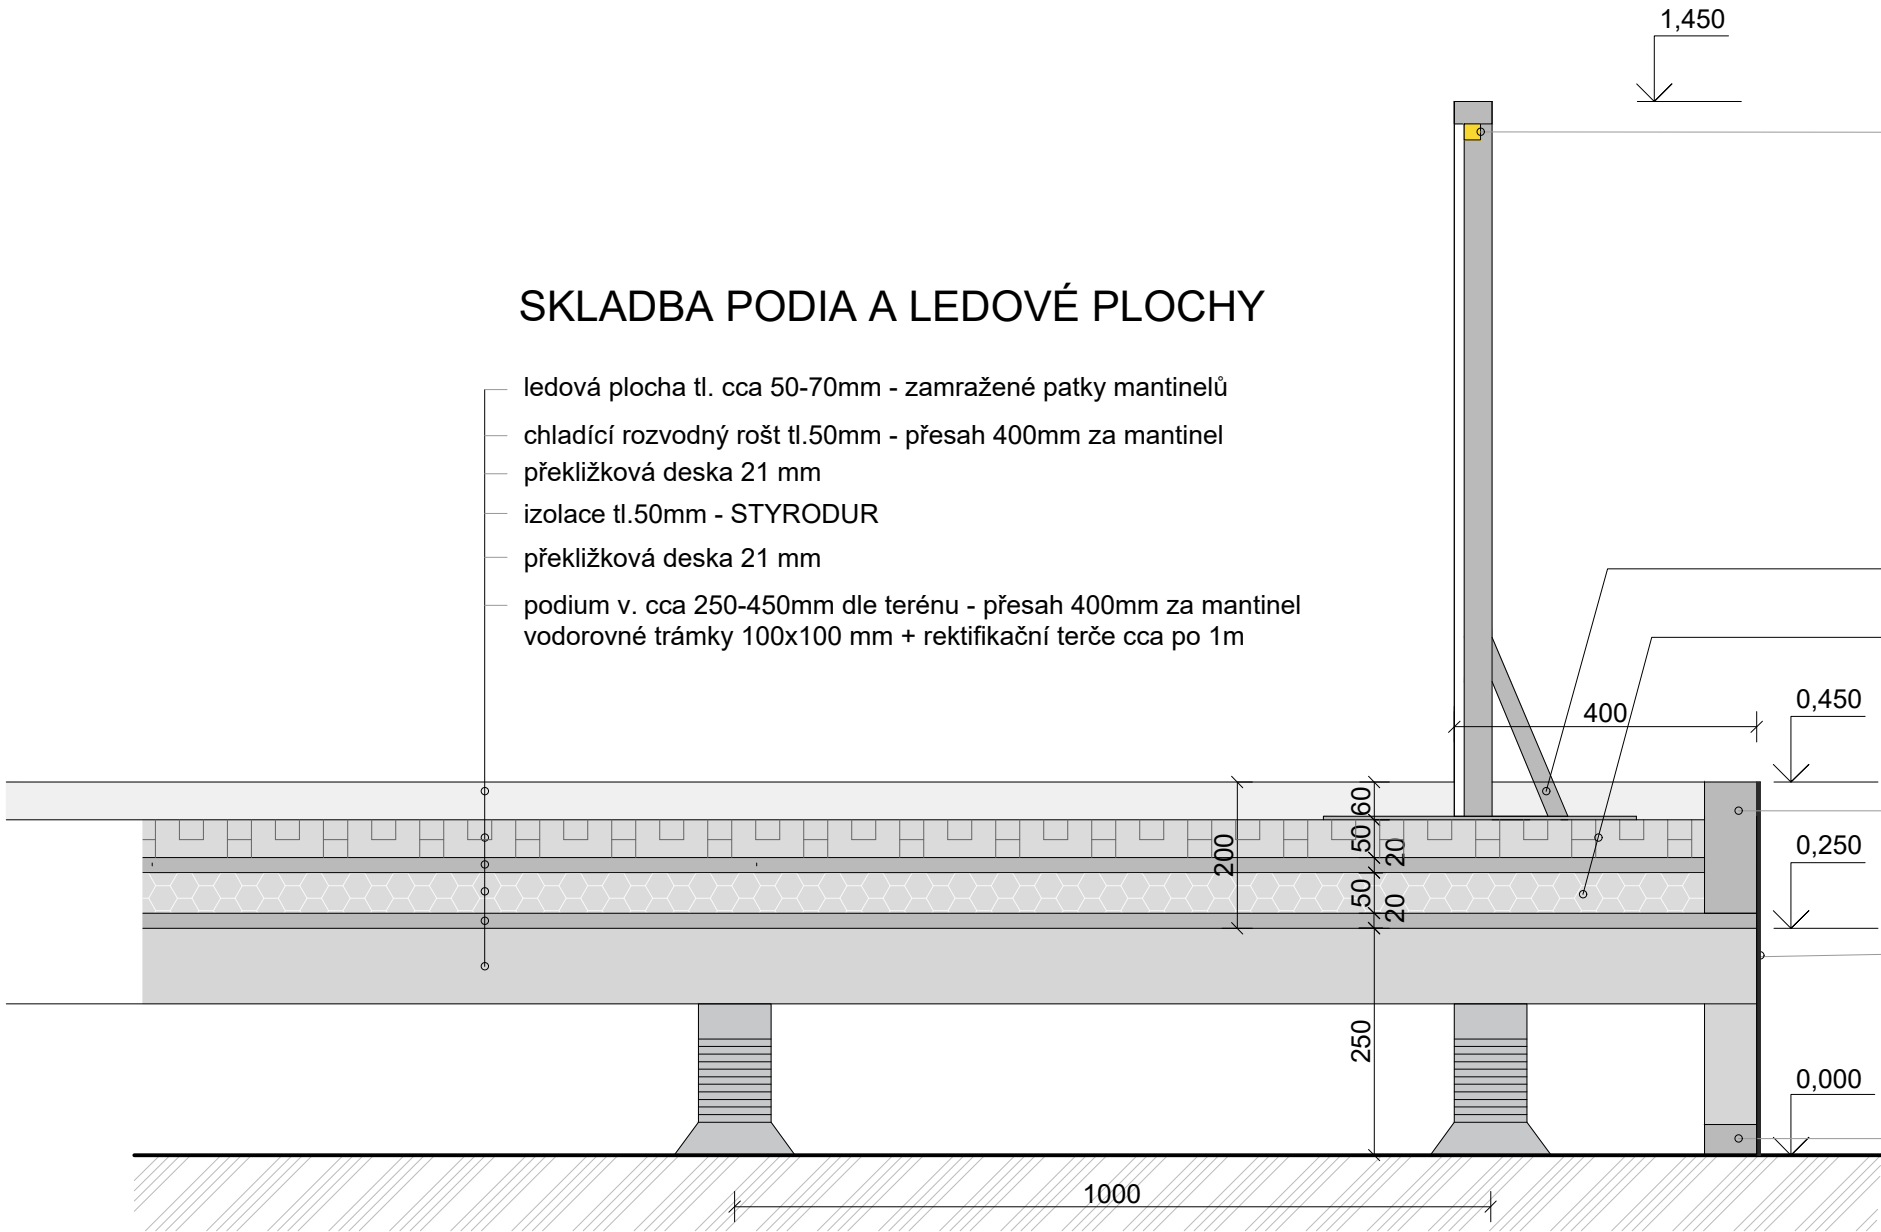 1,450
SKLADBA PODIA A LEDOVÉ PLOCHY
ledová plocha tl. cca 50-70mm - zamražené patky mantinelů
chladící rozvodný rošt tl.50mm - přesah 400mm za mantinel
překližková deska 21 mm
izolace tl.50mm - STYRODUR
překližková deska 21 mm
podium v. cca 250-450mm dle terénu - přesah 400mm za mantinel
vodorovné trámky 100x100 mm + rektifikační terče cca po 1m
400
0,450
60
50
20
200
50
20
0,250
250
0,000
1000